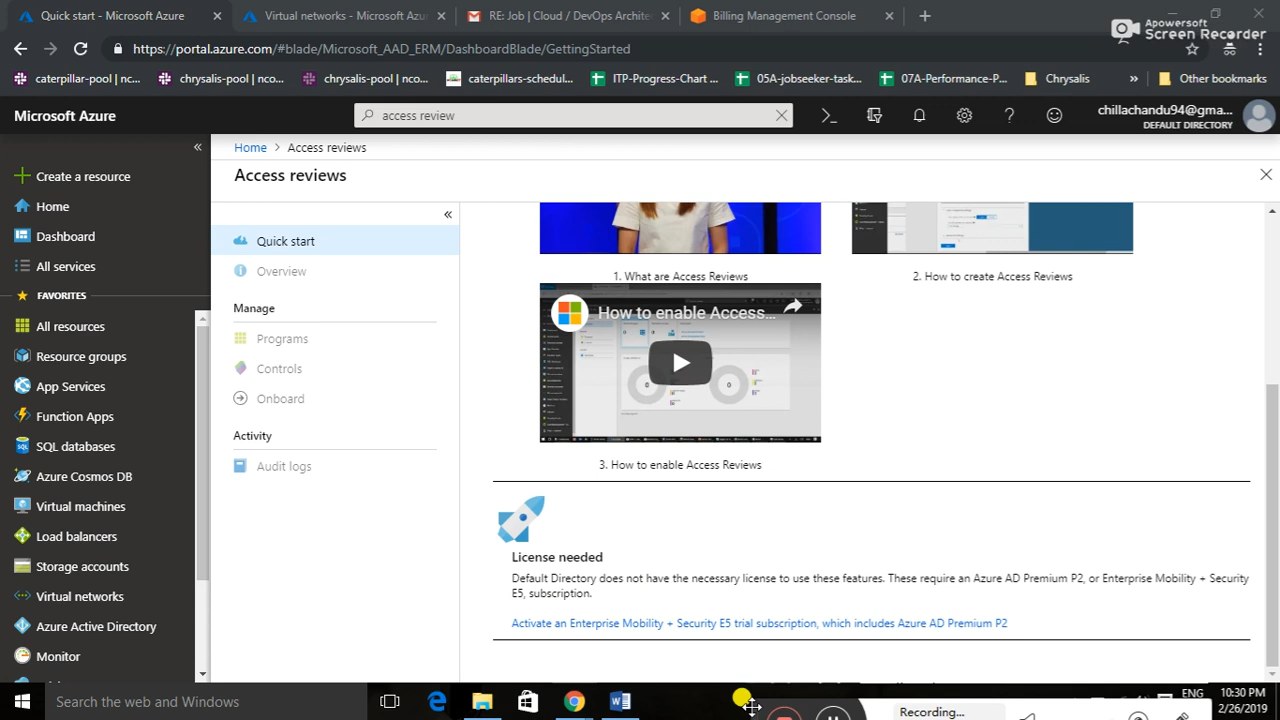 Quick start - Microsoft Azure
Virtual networks - Microsoft Azu
RE: Job | Cloud / DevOps Archite
Billing Management Console
Apowersoft
Screen Recorder
https://portal.azure.com/#blade/Microsoft_AAD_ERM/DashboardBlade/GettingStarted
caterpillar-pool | nc...
chrysalis-pool | nco...
chrysalis-pool | nco...
caterpillars-schedul...
ITP-Progress-Chart ...
05A-jobseeker-task...
07A-Performance-P...
Chrysalis
»
Other bookmarks
Microsoft Azure
access review
chillachandu94@gma...
DEFAULT DIRECTORY
Home > Access reviews
Access reviews
Create a resource
Home
Dashboard
All services
FAVORITES
All resources
Resource groups
App Services
Function Apps
SQL databases
Azure Cosmos DB
Virtual machines
Load balancers
Storage accounts
Virtual networks
Azure Active Directory
Monitor
Quick start
Overview
Manage
Programs
Controls
Onboard
Activity
Audit logs
1. What are Access Reviews
2. How to create Access Reviews
How to enable Access...
3. How to enable Access Reviews
License needed
Default Directory does not have the necessary license to use these features. These require an Azure AD Premium P2, or Enterprise Mobility + Security
E5, subscription.
Activate an Enterprise Mobility + Security E5 trial subscription, which includes Azure AD Premium P2
Search the web and Windows
Recording...
ENG
10:30 PM
2/26/2019